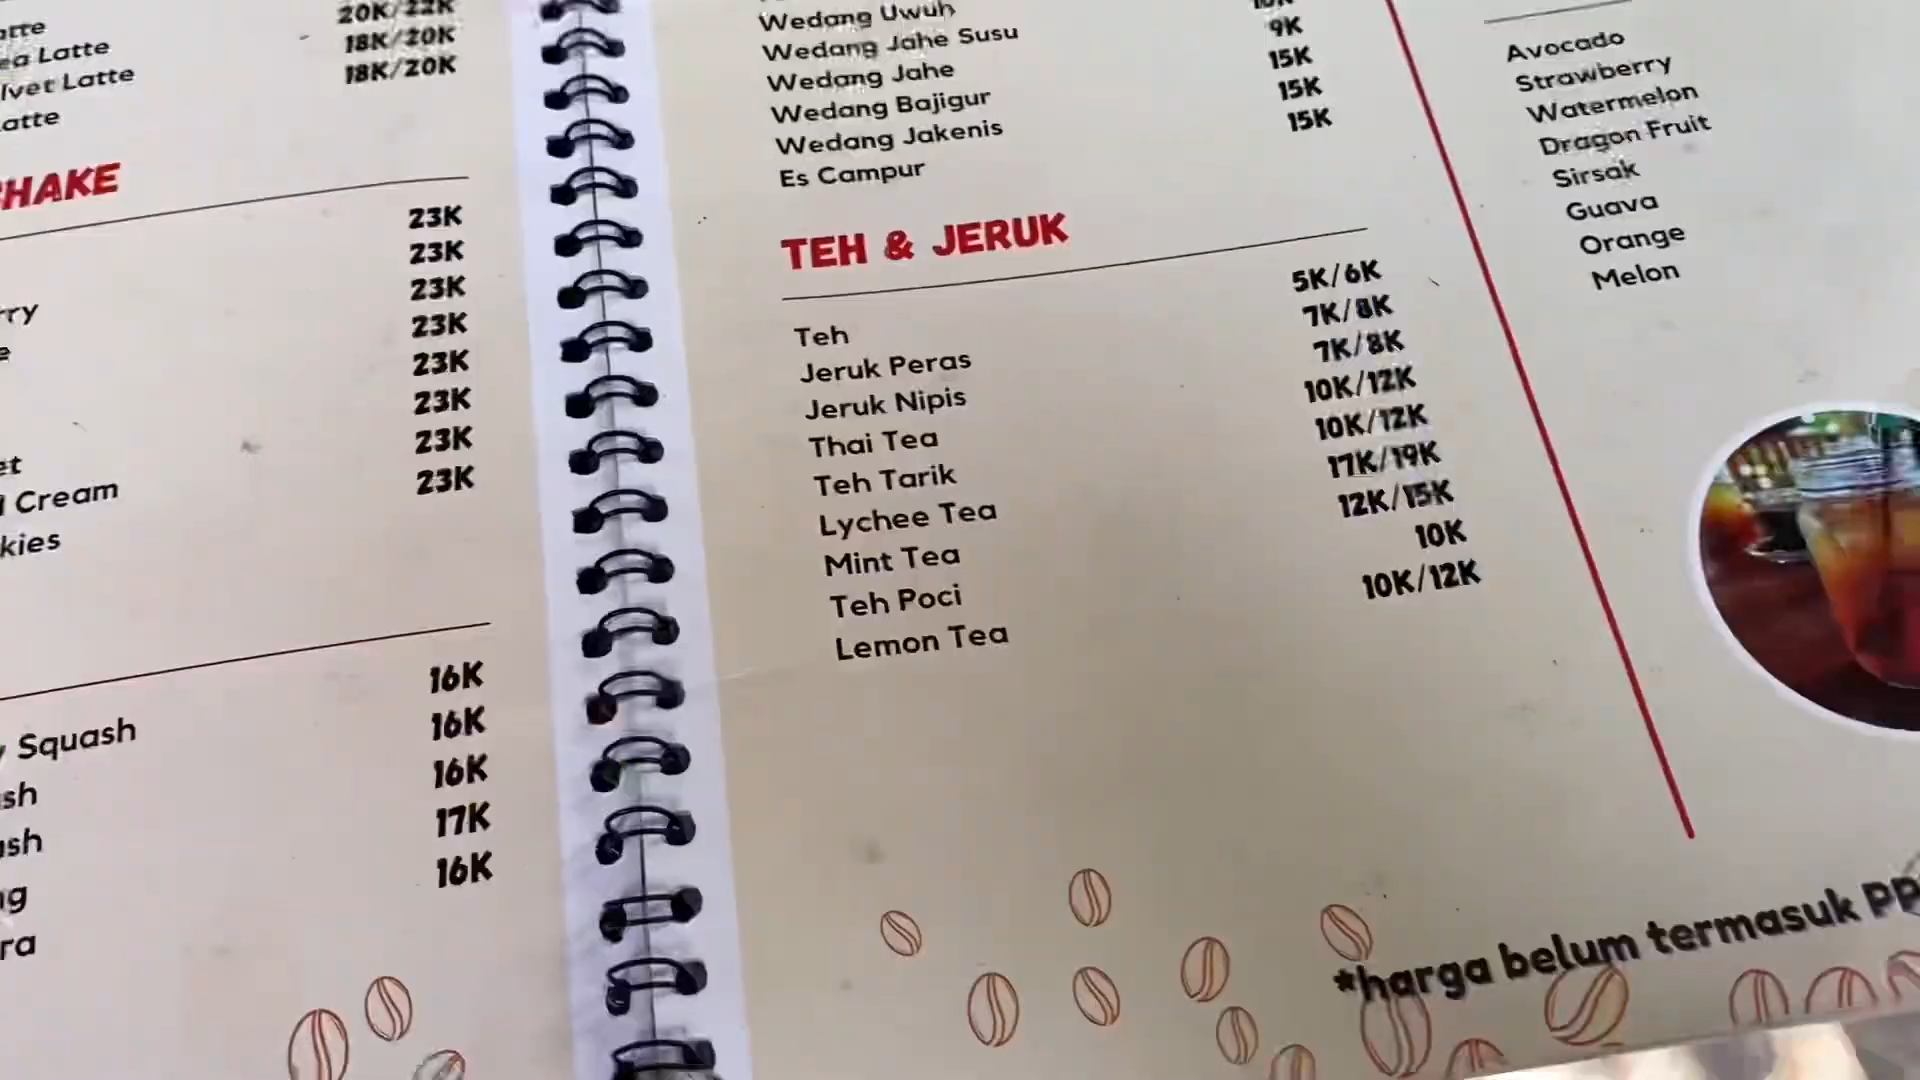 20K/22K
Latte 18K/20K
Latte 18K/20K
HAKE
23K
23K
23K
23K
23K
23K
Cream 23K
23K
16K
Squash 16K
16K
17K
16K
Wedang Uwuh
Wedang Jahe Susu 9K
Wedang Jahe 15K
Wedang Bajigur 15K
Wedang Jakenis 15K
Es Campur
TEH & JERUK
Teh 5K/6K
Jeruk Peras 7K/8K
Jeruk Nipis 7K/8K
Thai Tea 10K/12K
Teh Tarik 10K/12K
Lychee Tea 17K/19K
Mint Tea 12K/15K
Teh Poci 10K
Lemon Tea 10K/12K
Avocado
Strawberry
Watermelon
Dragon Fruit
Sirsak
Guava
Orange
Melon
*harga belum termasuk PP